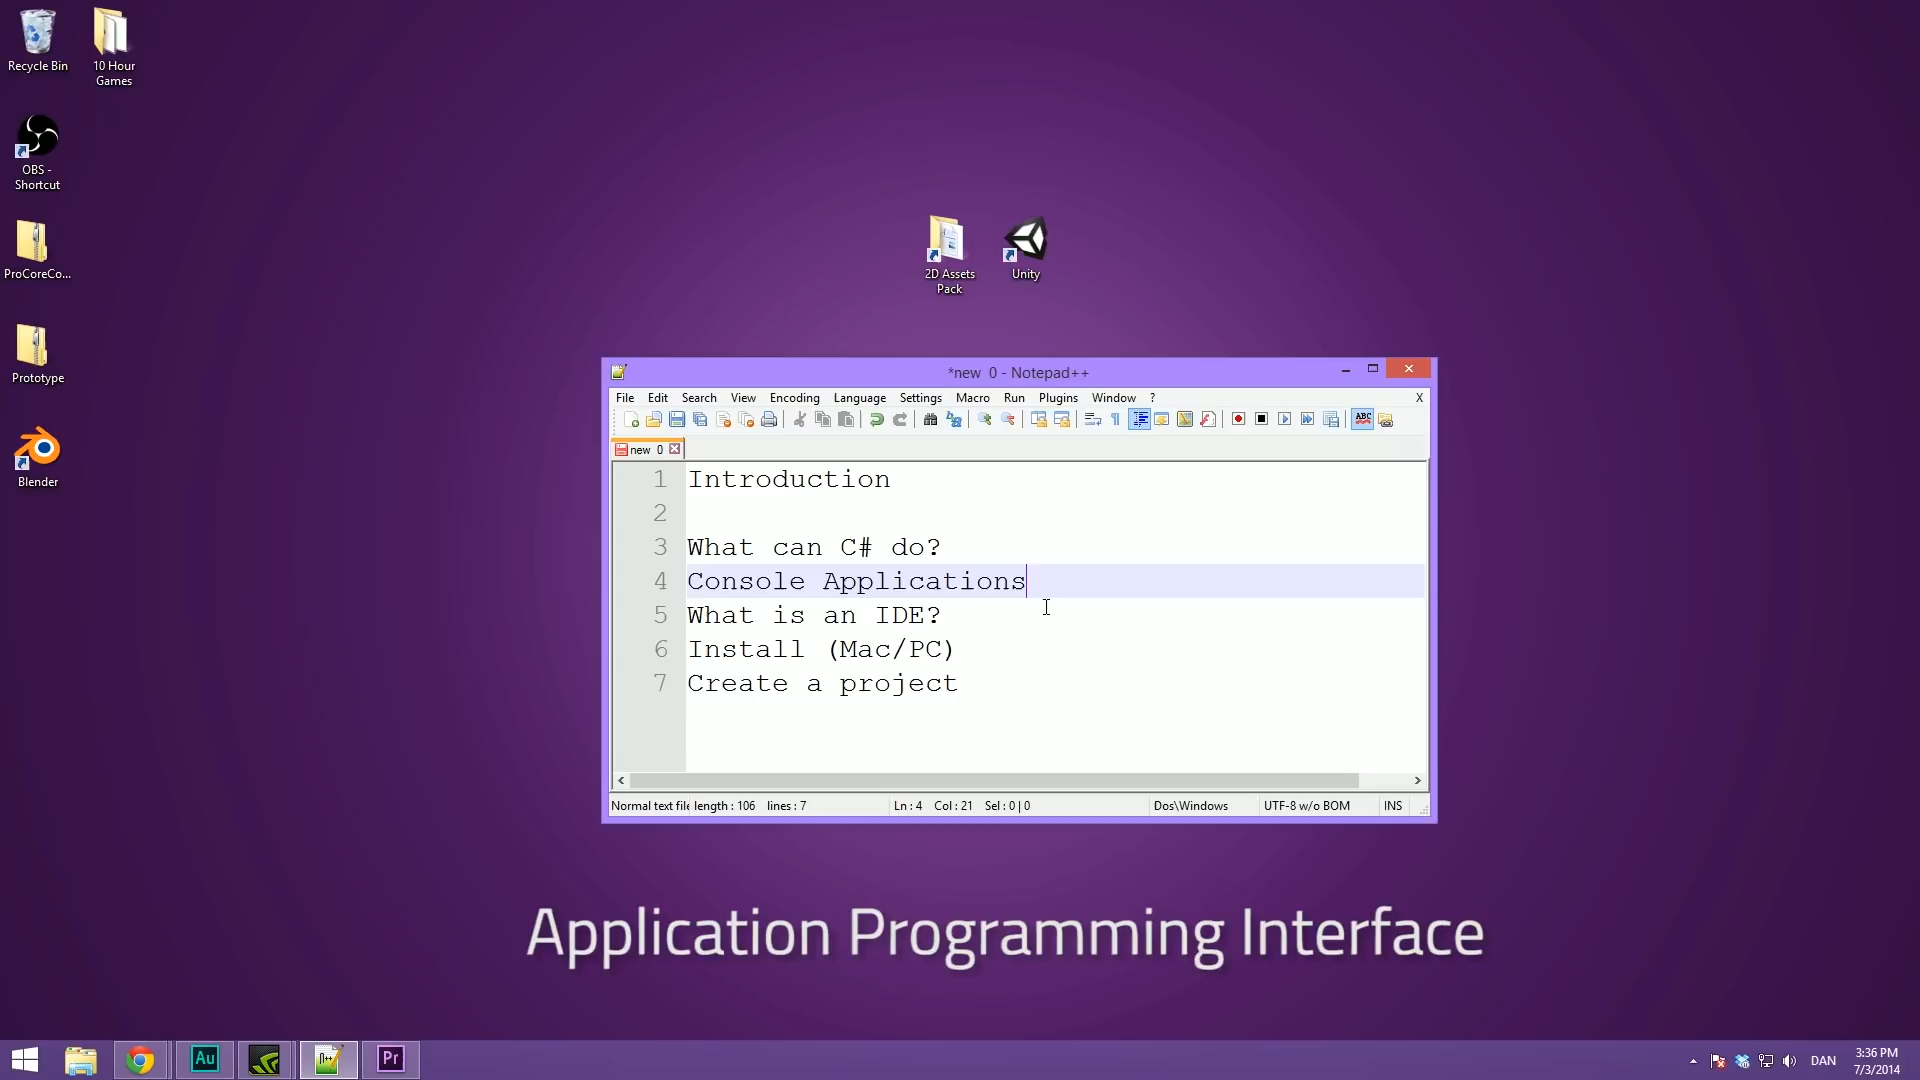 Recycle Bin
10 Hour
Games
OBS -
Shortcut
ProCoreCo...
Prototype
Blender
2D Assets
Pack
Unity
*new 0 - Notepad++
File Edit Search View Encoding Language Settings Macro Run Plugins Window ? X
ABC
new 0
1 Introduction
2
3 What can C# do?
4 Console Applications
5 What is an IDE?
6 Install (Mac/PC)
7 Create a project
Normal text file length : 106 lines : 7 Ln : 4 Col : 21 Sel : 0 | 0 Dos\Windows UTF-8 w/o BOM INS
Application Programming Interface
Au
Pr
DAN
3:36 PM
7/3/2014